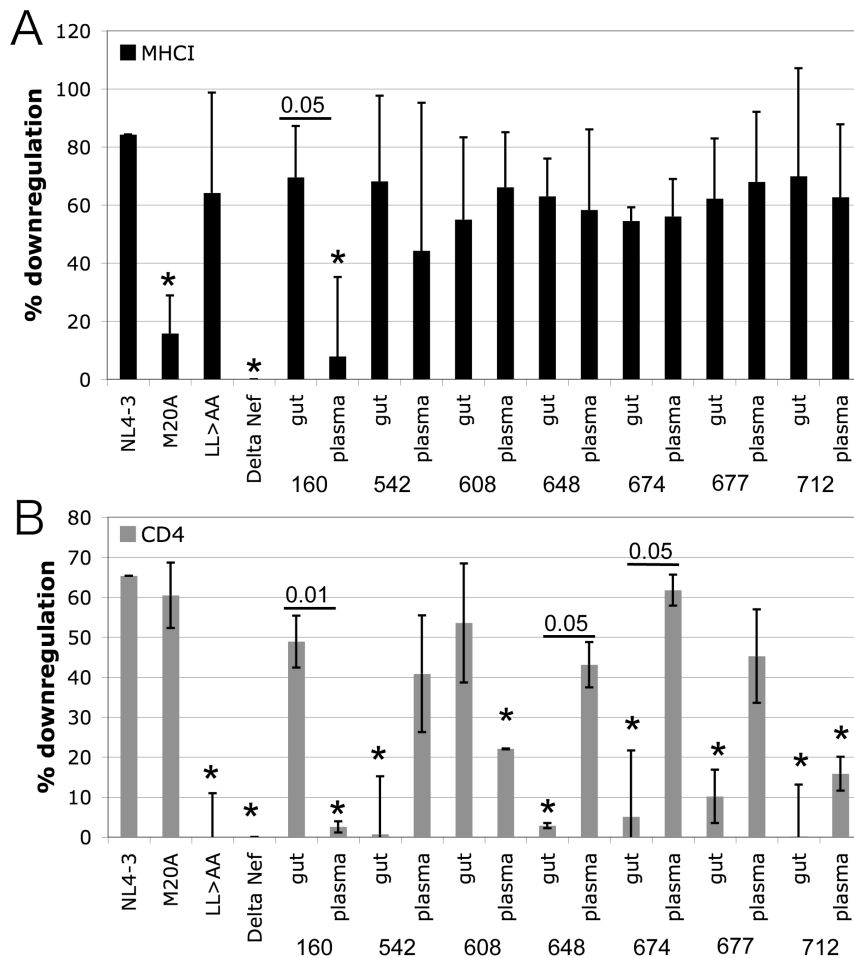 A
120
100
80
60
40
20
0
% downregulation
MHCI
0.05
*
*
*
NL4-3
M20A
LL>AA
Delta Nef
gut
plasma
gut
plasma
gut
plasma
gut
plasma
gut
plasma
gut
plasma
gut
plasma
160 542 608 648 674 677 712
B
80
70
60
50
40
30
20
10
0
% downregulation
CD4
0.01
0.05
0.05
*
*
*
*
*
*
*
*
*
*
NL4-3
M20A
LL>AA
Delta Nef
gut
plasma
gut
plasma
gut
plasma
gut
plasma
gut
plasma
gut
plasma
gut
plasma
160 542 608 648 674 677 712